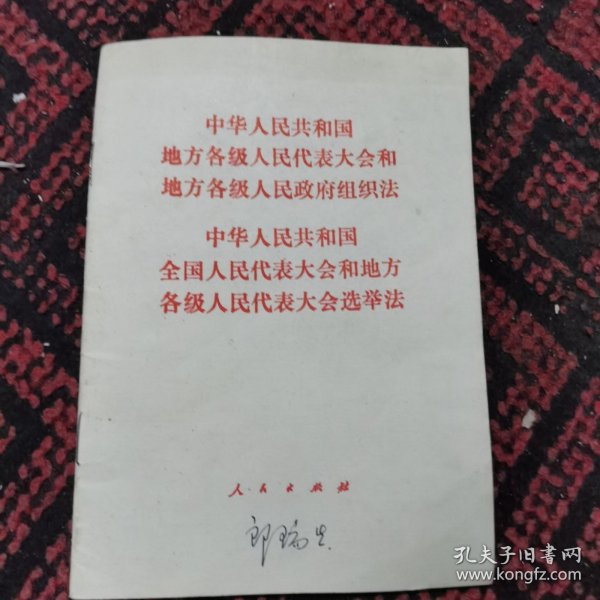 中华人民共和国
地方各级人民代表大会和
地方各级人民政府组织法
中华人民共和国
全国人民代表大会和地方
各级人民代表大会选举法
人民出版社
孔夫子旧书网
www.kongfz.com